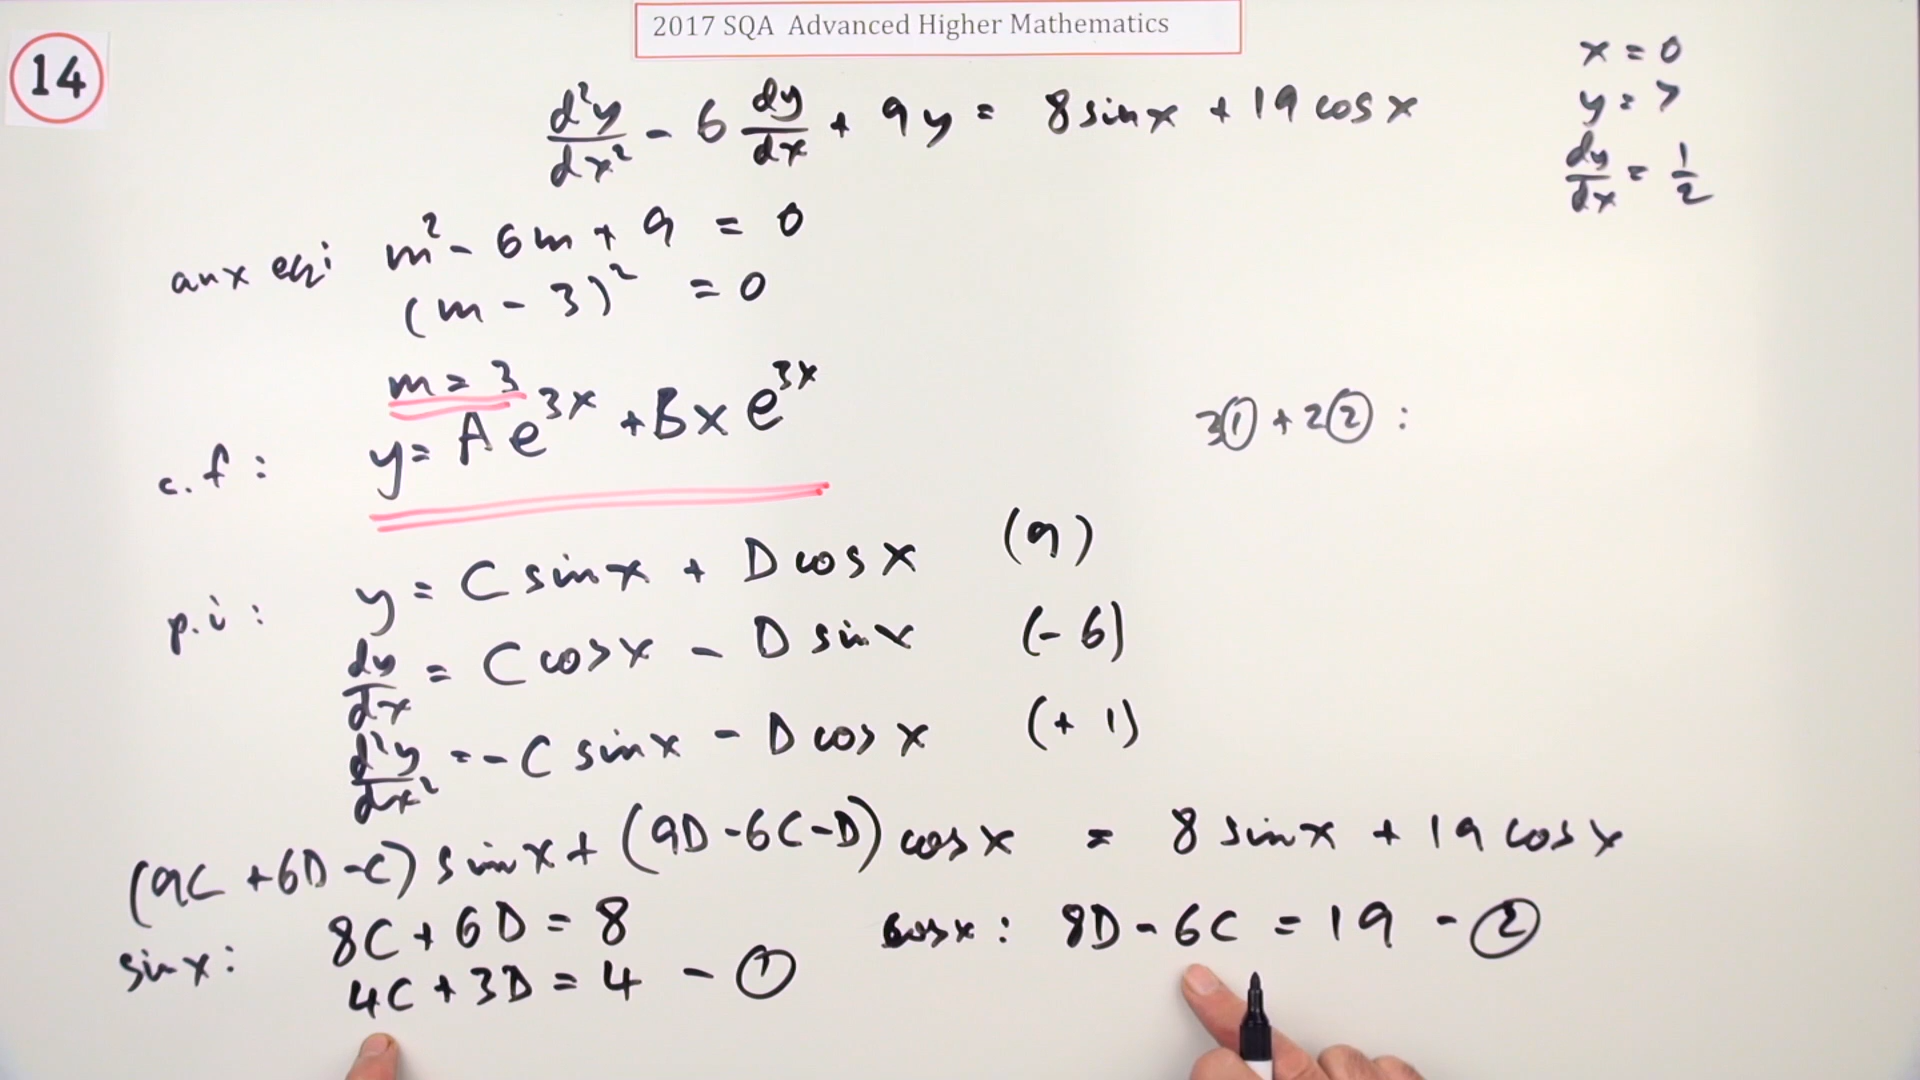 2017 SQA Advanced Higher Mathematics
14
d²y/dx² - 6 dy/dx + 9y = 8 sin x + 19 cos x
x = 0
y = 7
dy/dx = 1/2
aux eq: m² - 6m + 9 = 0
(m - 3)² = 0
m = 3
c.f : y = Ae^3x + Bxe^3x
3① + 2② :
p.i : y = C sin x + D cos x (9)
dy/dx = C cos x - D sin x (-6)
d²y/dx² = -C sin x - D cos x (+1)
(9C + 6D - C) sin x + (9D - 6C - D) cos x = 8 sin x + 19 cos x
sin x : 8C + 6D = 8
4C + 3D = 4 - ①
cos x : 8D - 6C = 19 - ②